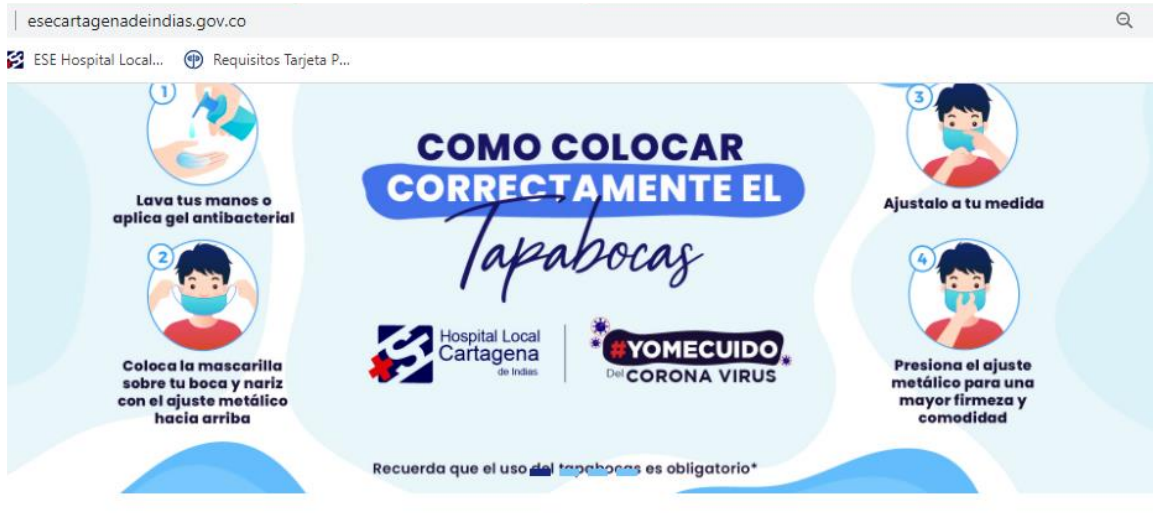 esecartagenadeindias.gov.co
ESE Hospital Local... Requisitos Tarjeta P...
COMO COLOCAR
CORRECTAMENTE EL
Tapabocas
1
Lava tus manos o
aplica gel antibacterial
2
Coloca la mascarilla
sobre tu boca y nariz
con el ajuste metálico
hacia arriba
3
Ajustalo a tu medida
4
Presiona el ajuste
metálico para una
mayor firmeza y
comodidad
Hospital Local
Cartagena
de Indias
#YOMECUIDO
Del CORONA VIRUS
Recuerda que el uso del tapabocas es obligatorio*